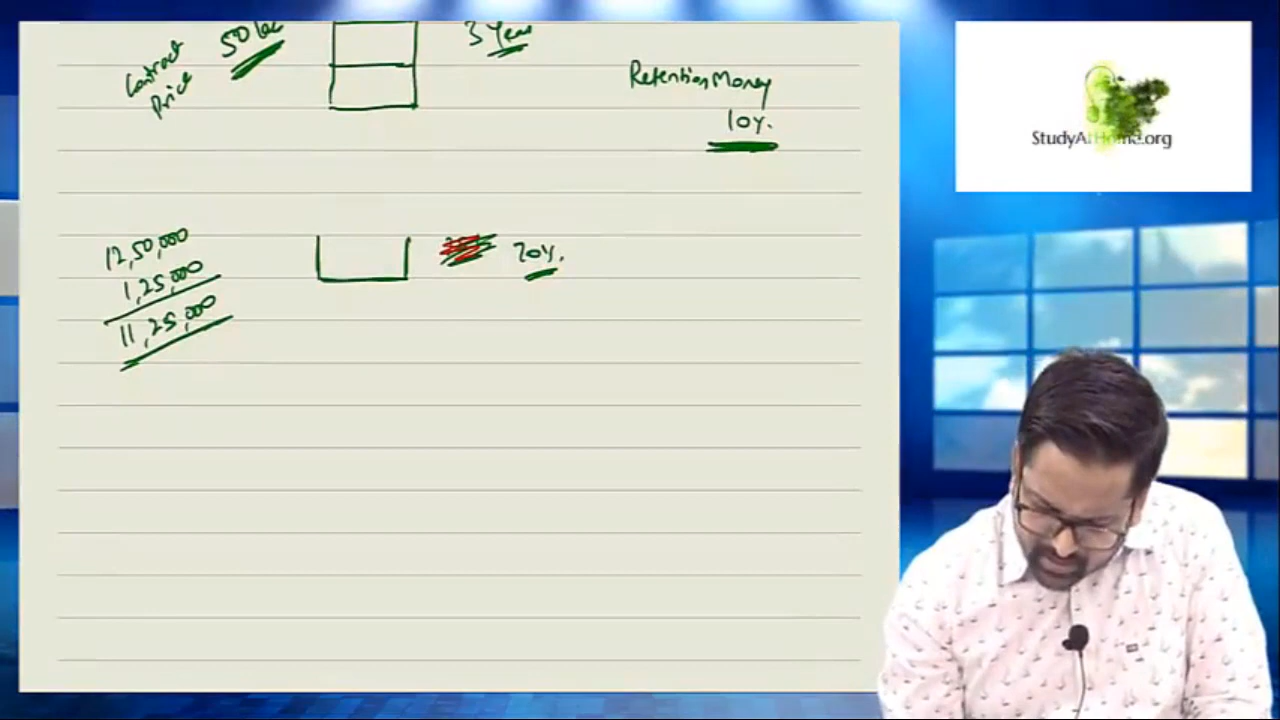 Contract Price
50 lac
3 Years
Retention Money
10%.
12,50,000
1,25,000
11,25,000
20%.
StudyAtHome.org